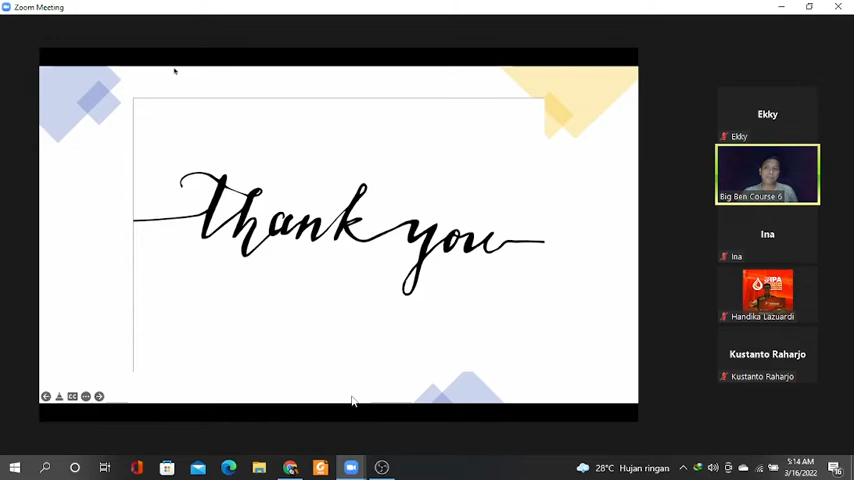 Zoom Meeting
thank you
Ekky
Ekky
Big Ben Course 6
Ina
Ina
Handika Lazuardi
Kustanto Raharjo
Kustanto Raharjo
28°C Hujan ringan
5:14 AM
3/16/2022